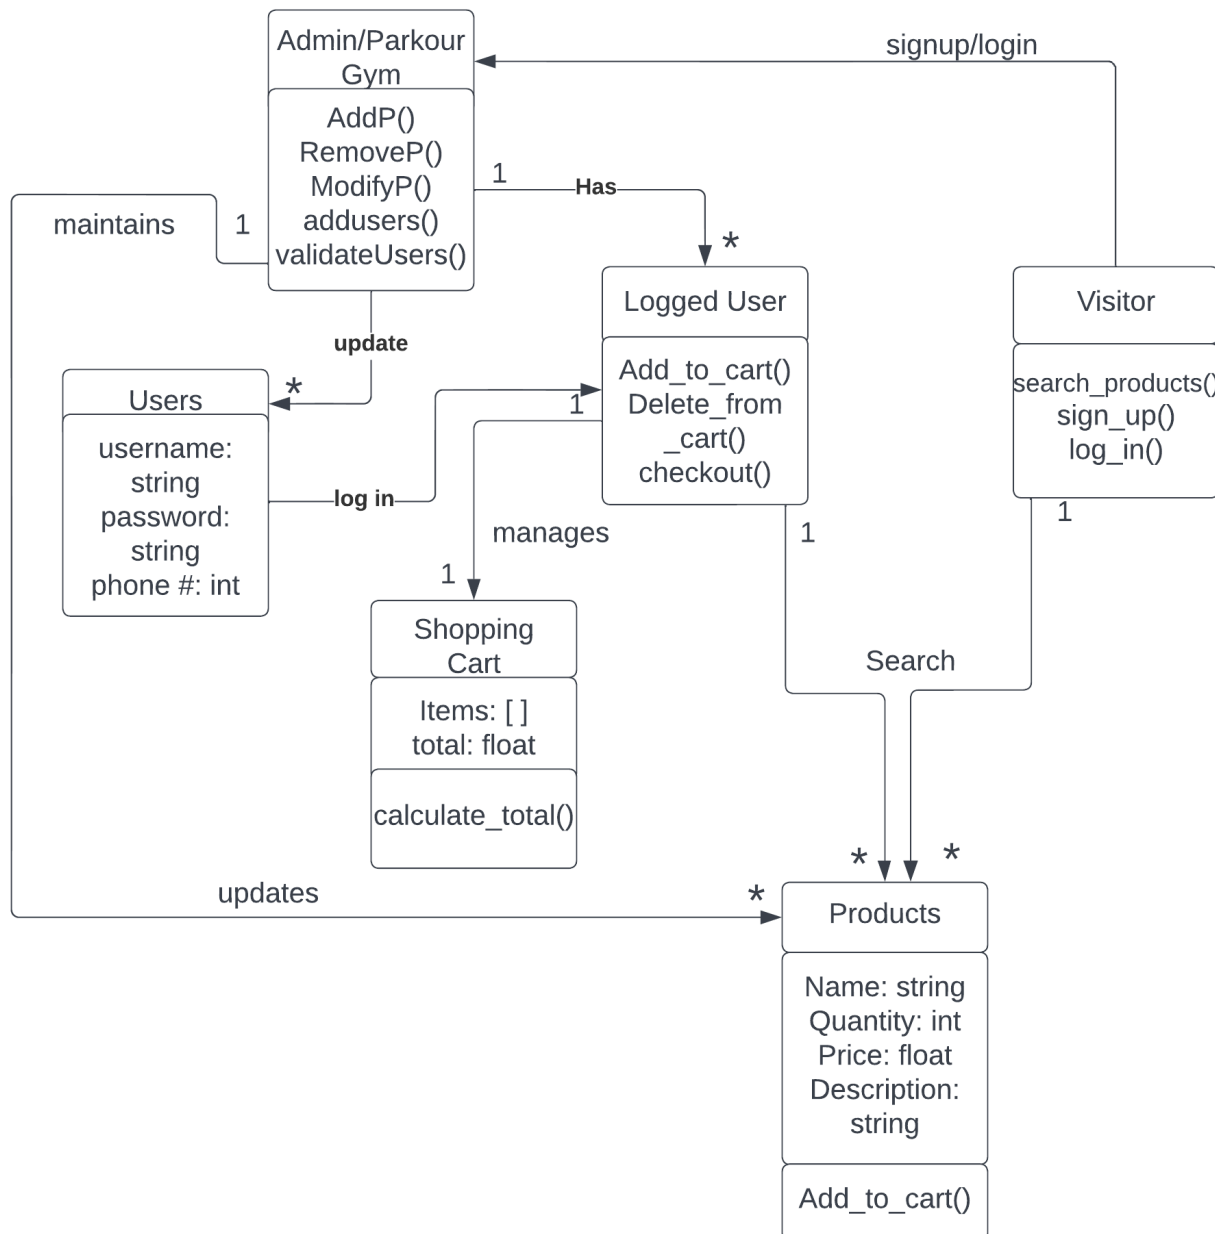 Admin/Parkour
Gym
AddP()
RemoveP()
ModifyP()
addusers()
validateUsers()
signup/login
1
Has
*
maintains
1
update
*
Users
username:
string
password:
string
phone #: int
log in
Logged User
Add_to_cart()
Delete_from
_cart()
checkout()
1
Visitor
search_products()
sign_up()
log_in()
1
manages
1
1
Shopping
Cart
Items: [ ]
total: float
calculate_total()
Search
*
*
updates
*
Products
Name: string
Quantity: int
Price: float
Description:
string
Add_to_cart()